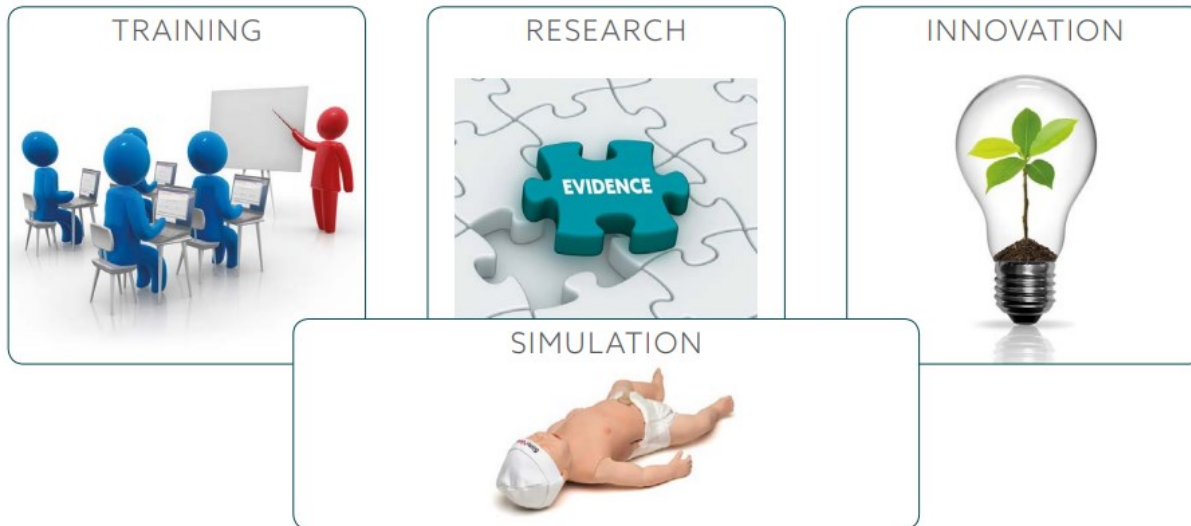 TRAINING
RESEARCH
INNOVATION
EVIDENCE
SIMULATION